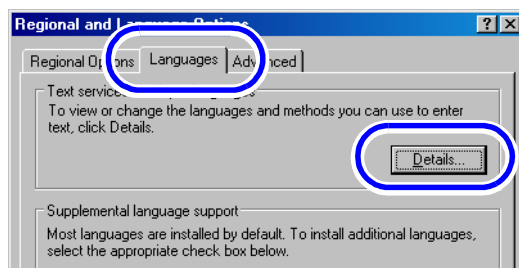 Regional and Language Options
Regional Options Languages Advanced
Text services
To view or change the languages and methods you can use to enter
text, click Details.
Details...
Supplemental language support
Most languages are installed by default. To install additional languages,
select the appropriate check box below.